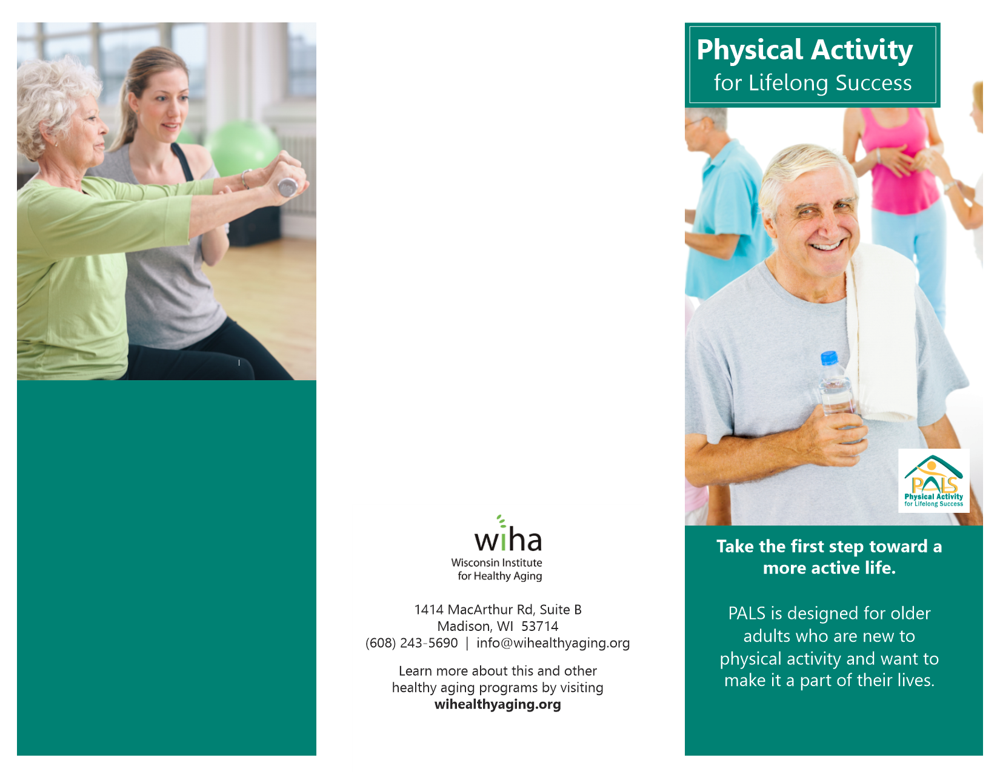 wiha
Wisconsin Institute
for Healthy Aging
1414 MacArthur Rd, Suite B
Madison, WI  53714
(608) 243-5690  |  info@wihealthyaging.org
Learn more about this and other
healthy aging programs by visiting
wihealthyaging.org
Physical Activity
for Lifelong Success
PALS
Physical Activity
for Lifelong Success
Take the first step toward a
more active life.
PALS is designed for older
adults who are new to
physical activity and want to
make it a part of their lives.